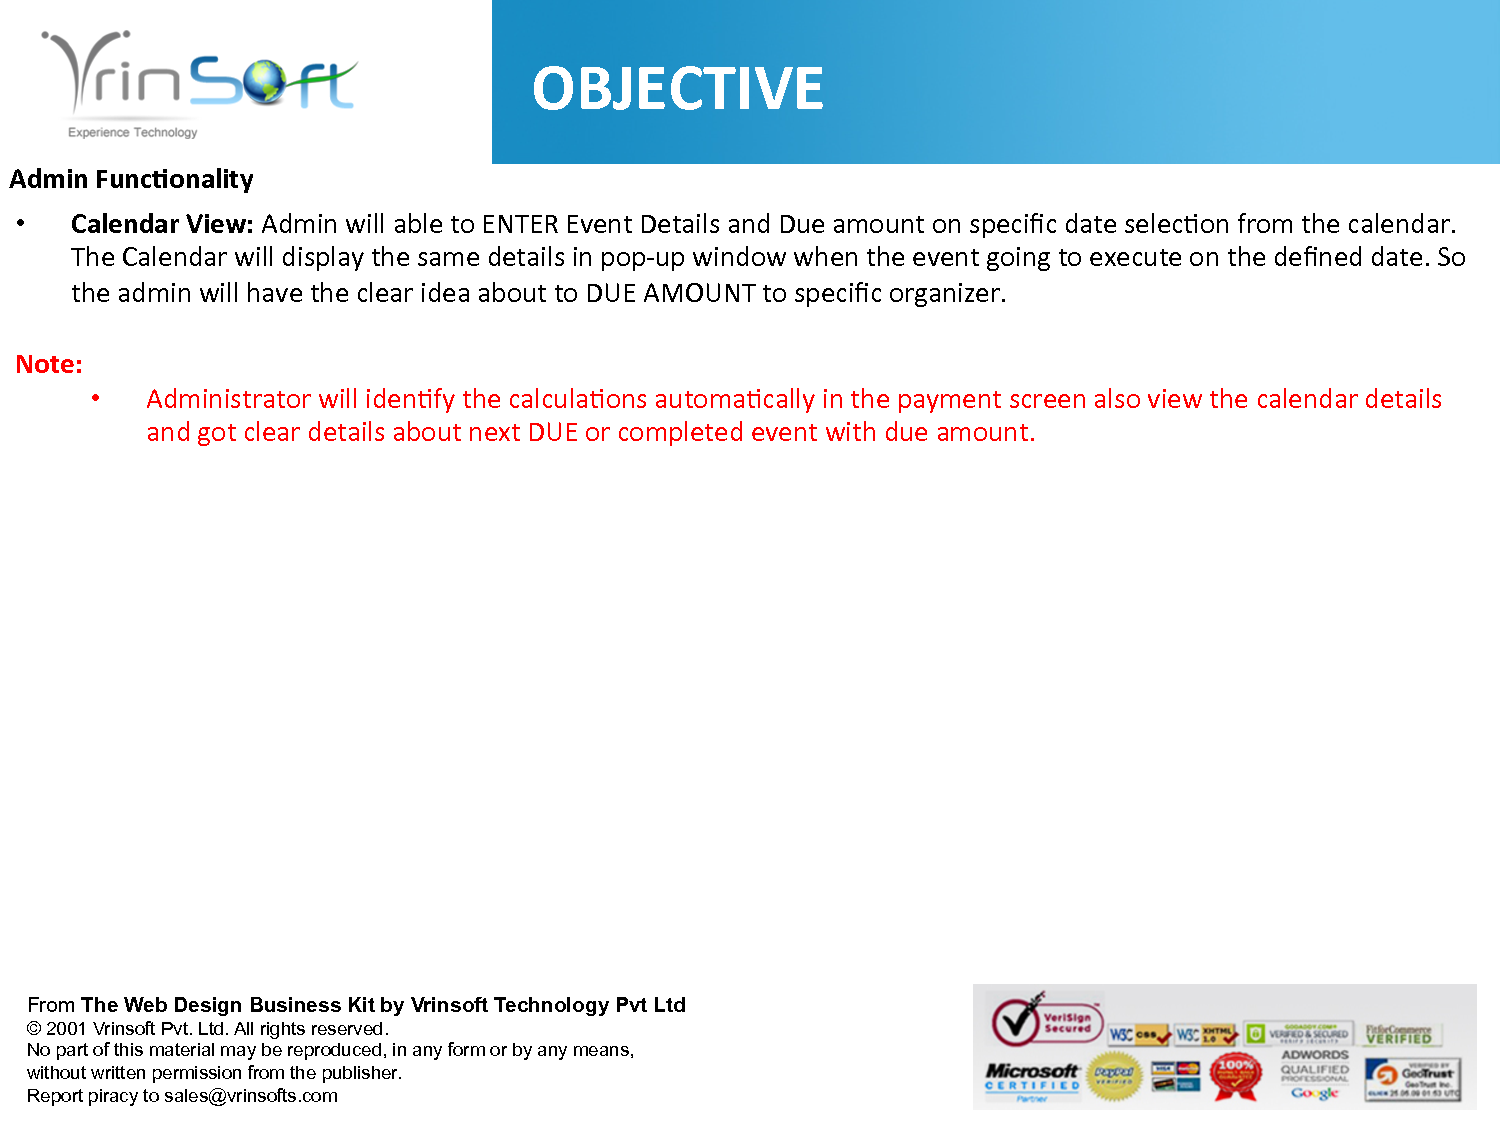 VrinSoft
Experience Technology
OBJECTIVE
Admin Functionality
• Calendar View: Admin will able to ENTER Event Details and Due amount on specific date selection from the calendar.
The Calendar will display the same details in pop-up window when the event going to execute on the defined date. So
the admin will have the clear idea about to DUE AMOUNT to specific organizer.
Note:
• Administrator will identify the calculations automatically in the payment screen also view the calendar details
and got clear details about next DUE or completed event with due amount.
From The Web Design Business Kit by Vrinsoft Technology Pvt Ltd
© 2001 Vrinsoft Pvt. Ltd. All rights reserved.
No part of this material may be reproduced, in any form or by any means,
without written permission from the publisher.
Report piracy to sales@vrinsofts.com
VeriSign
Secured
W3C CSS
W3C XHTML 1.0
VERIFIED & SECURED
FitforCommerce
VERIFIED
Microsoft
CERTIFIED
Partner
PayPal
VERIFIED
100%
ADWORDS
QUALIFIED
PROFESSIONAL
Google
VERIFIED BY
GeoTrust
GeoTrust Inc.